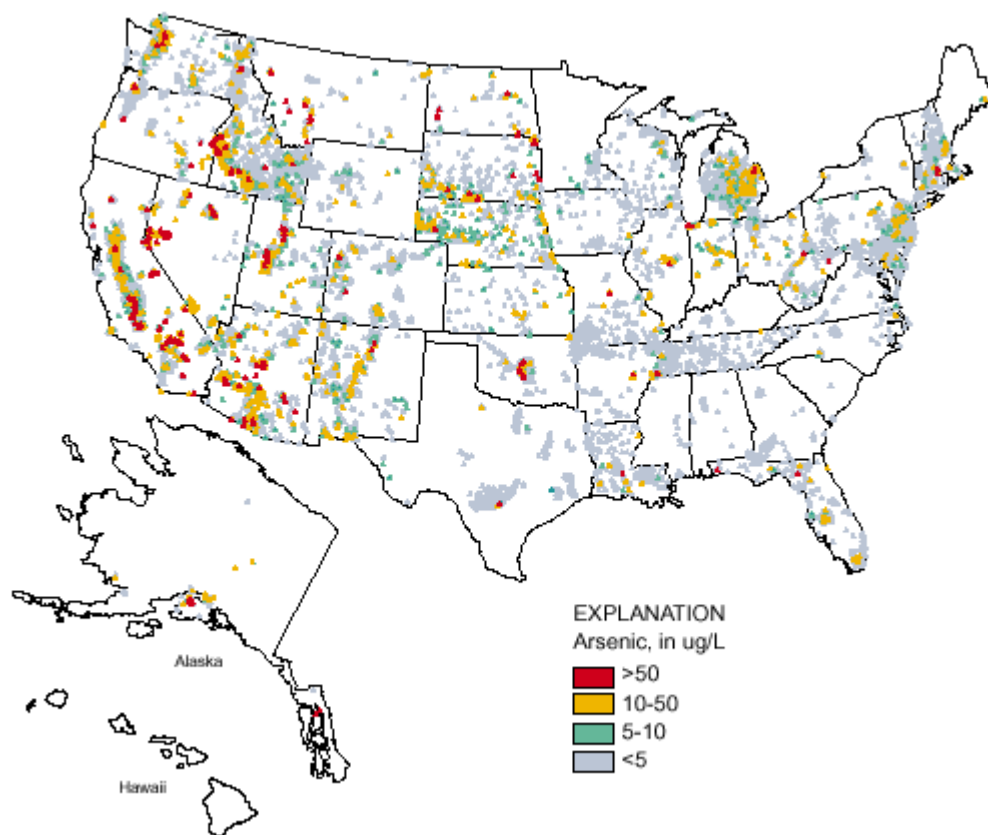 Alaska
Hawaii
EXPLANATION
Arsenic, in ug/L
>50
10-50
5-10
<5